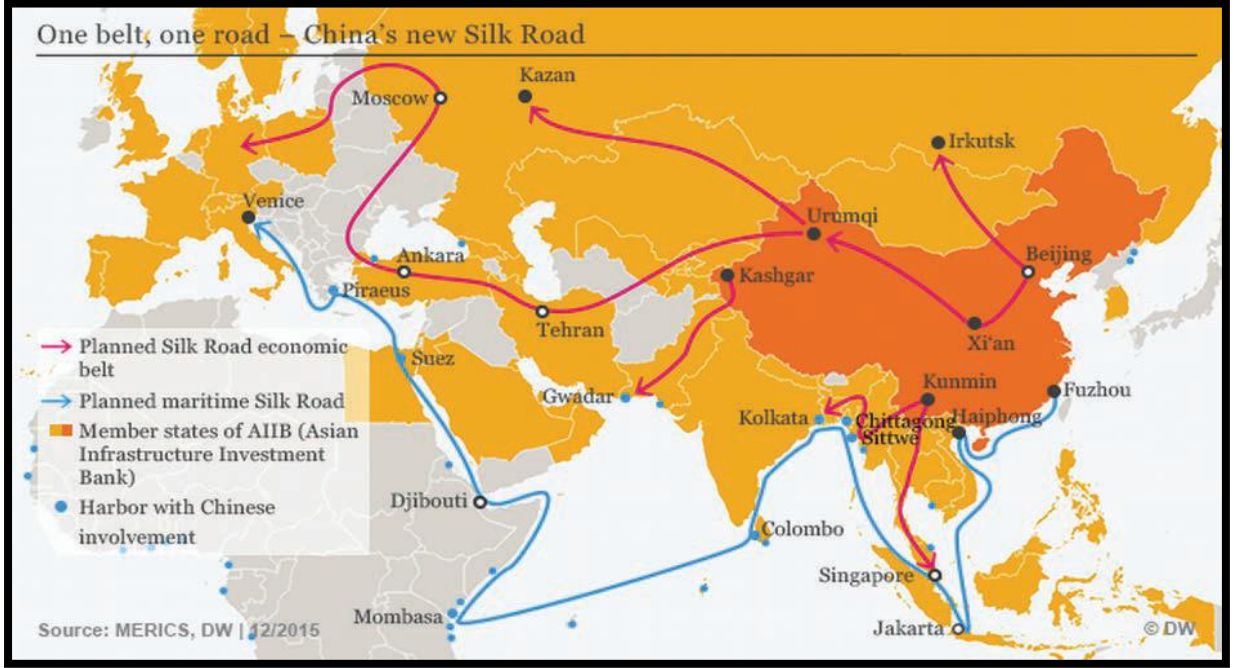 One belt, one road – China's new Silk Road
Kazan
Moscow
Irkutsk
Venice
Urumqi
Ankara
Beijing
Kashgar
Piraeus
Tehran
Xi‘an
Planned Silk Road economic
belt
Suez
Kunmin
Fuzhou
Gwadar
Planned maritime Silk Road
Kolkata
Chittagong
Haiphong
Member states of AIIB (Asian
Infrastructure Investment
Bank)
Sittwe
Djibouti
Harbor with Chinese
involvement
Colombo
Singapore
Mombasa
Source: MERICS, DW | 12/2015
Jakarta
© DW